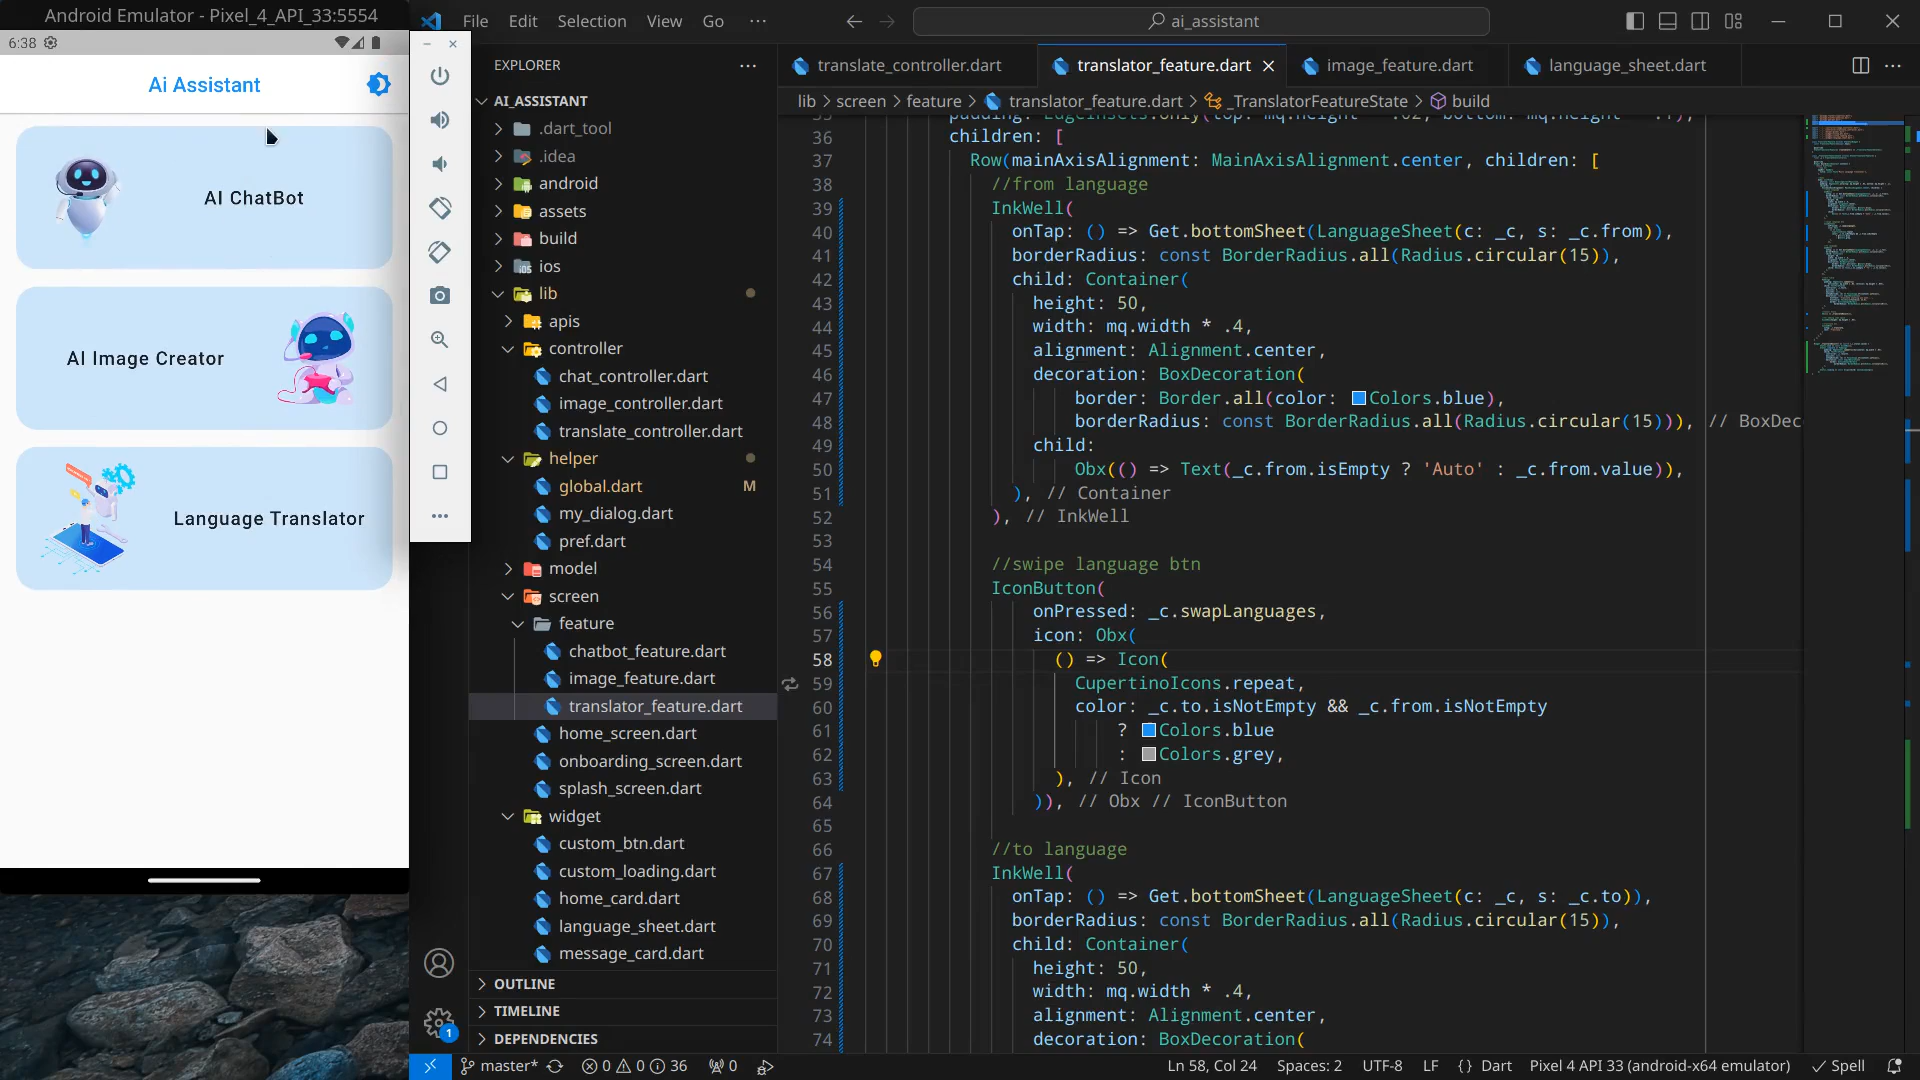 Android Emulator - Pixel_4_API_33:5554
6:38
Ai Assistant
AI ChatBot
AI Image Creator
Language Translator
File Edit Selection View Go
ai_assistant
EXPLORER
AI_ASSISTANT
.dart_tool
.idea
android
assets
build
ios
lib
apis
controller
chat_controller.dart
image_controller.dart
translate_controller.dart
helper
global.dart M
my_dialog.dart
pref.dart
model
screen
feature
chatbot_feature.dart
image_feature.dart
translator_feature.dart
home_screen.dart
onboarding_screen.dart
splash_screen.dart
widget
custom_btn.dart
custom_loading.dart
home_card.dart
language_sheet.dart
message_card.dart
OUTLINE
TIMELINE
DEPENDENCIES
translate_controller.dart translator_feature.dart image_feature.dart language_sheet.dart
lib > screen > feature > translator_feature.dart > _TranslatorFeatureState > build
36 children: [
37 Row(mainAxisAlignment: MainAxisAlignment.center, children: [
38 //from language
39 InkWell(
40 onTap: () => Get.bottomSheet(LanguageSheet(c: _c, s: _c.from)),
41 borderRadius: const BorderRadius.all(Radius.circular(15)),
42 child: Container(
43 height: 50,
44 width: mq.width * .4,
45 alignment: Alignment.center,
46 decoration: BoxDecoration(
47 border: Border.all(color: Colors.blue),
48 borderRadius: const BorderRadius.all(Radius.circular(15))), // BoxDec
49 child:
50 Obx(() => Text(_c.from.isEmpty ? 'Auto' : _c.from.value)),
51 ), // Container
52 ), // InkWell
53
54 //swipe language btn
55 IconButton(
56 onPressed: _c.swapLanguages,
57 icon: Obx(
58 () => Icon(
59 CupertinoIcons.repeat,
60 color: _c.to.isNotEmpty && _c.from.isNotEmpty
61 ? Colors.blue
62 : Colors.grey,
63 ), // Icon
64 )), // Obx // IconButton
65
66 //to language
67 InkWell(
68 onTap: () => Get.bottomSheet(LanguageSheet(c: _c, s: _c.to)),
69 borderRadius: const BorderRadius.all(Radius.circular(15)),
70 child: Container(
71 height: 50,
72 width: mq.width * .4,
73 alignment: Alignment.center,
74 decoration: BoxDecoration(
1
master* 0 0 36 0 Ln 58, Col 24 Spaces: 2 UTF-8 LF {} Dart Pixel 4 API 33 (android-x64 emulator) Spell